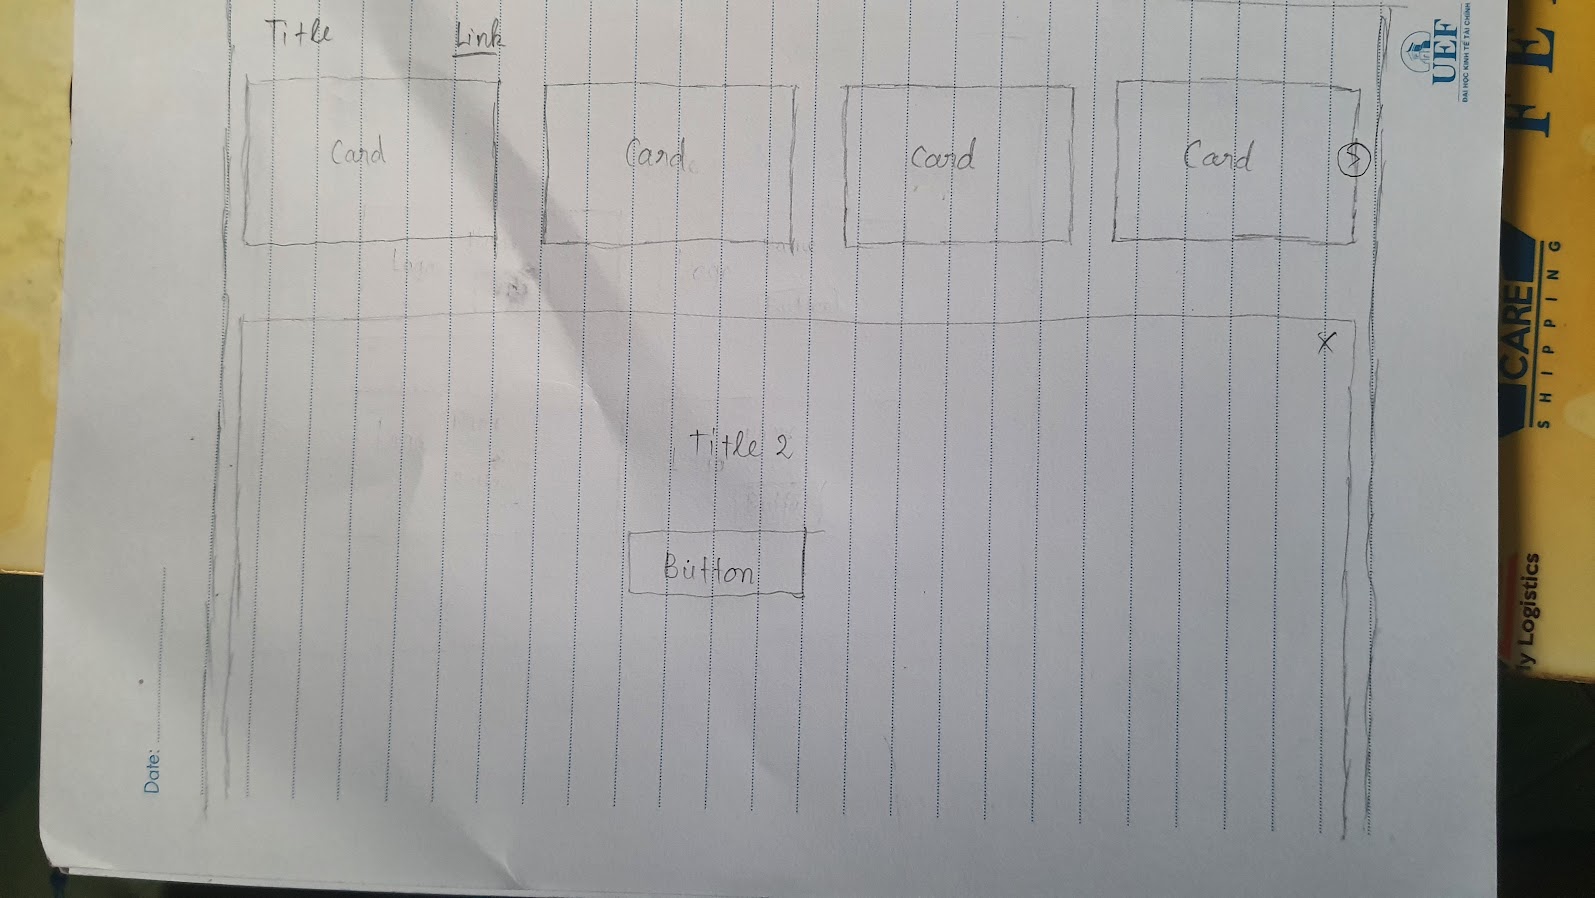 Title
Link
Card
Card
Card
Card
X
Title 2
Button
Date:
UEF
ĐẠI HỌC KINH TẾ TÀI CHÍNH
F E
CARE
SHIPPING
ly Logistics